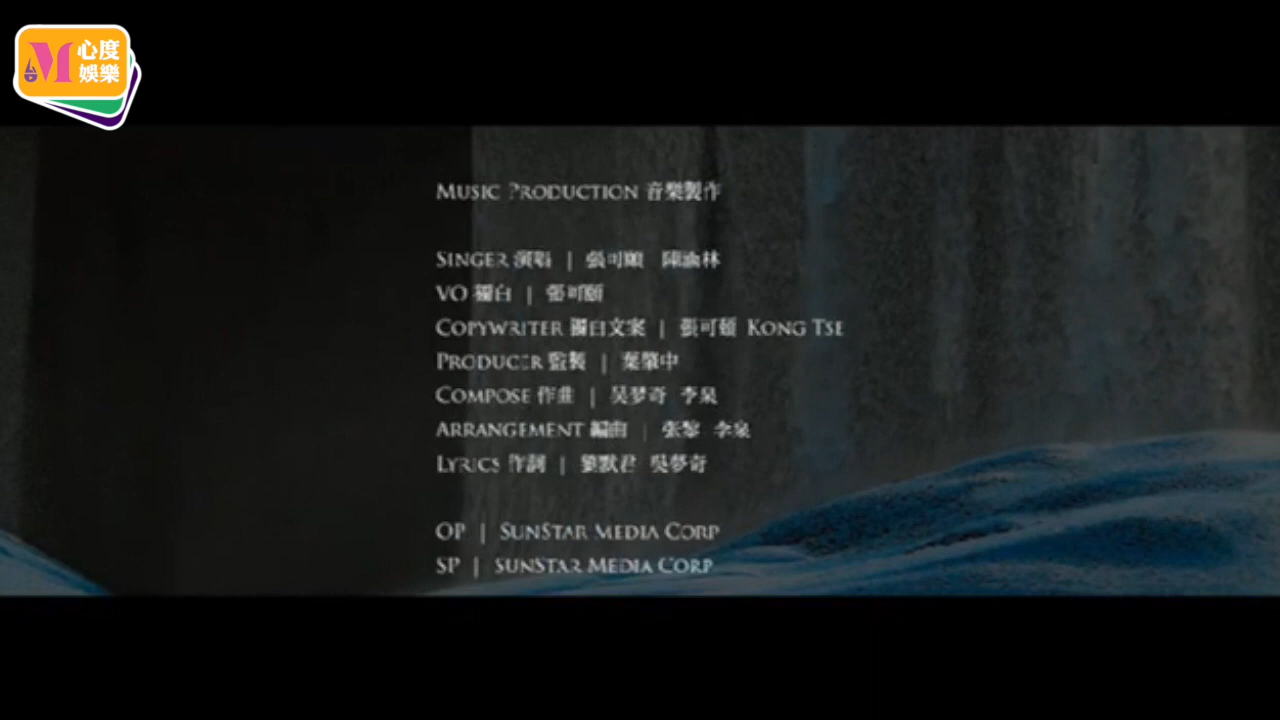 M 心度
娛樂
MUSIC PRODUCTION 音樂製作
SINGER 演唱 | 張可頤 陳湘林
VO 獨白 | 張可頤
COPYWRITER 獨白文案 | 張可頤 KONG TSE
PRODUCER 監製 | 葉肇中
COMPOSE 作曲 | 吳夢奇 李泉
ARRANGEMENT 編曲 | 张黎 李泉
LYRICS 作詞 | 劉默君 吳夢奇
OP | SUNSTAR MEDIA CORP
SP | SUNSTAR MEDIA CORP